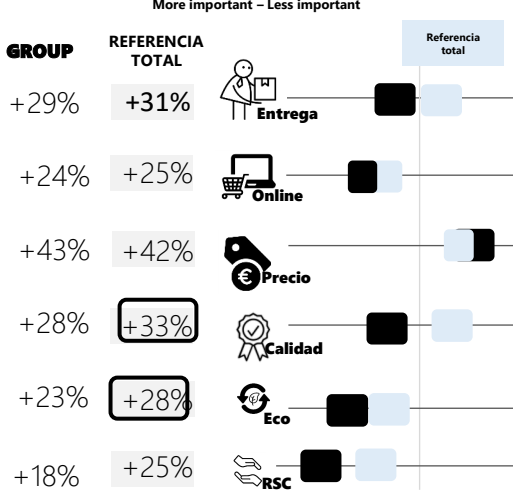 More important – Less important
GROUP
REFERENCIA
TOTAL
Referencia
total
+29%
+31%
Entrega
+24%
+25%
Online
+43%
+42%
€
Precio
+28%
+33%
Calidad
+23%
+28%
Eco
+18%
+25%
RSC